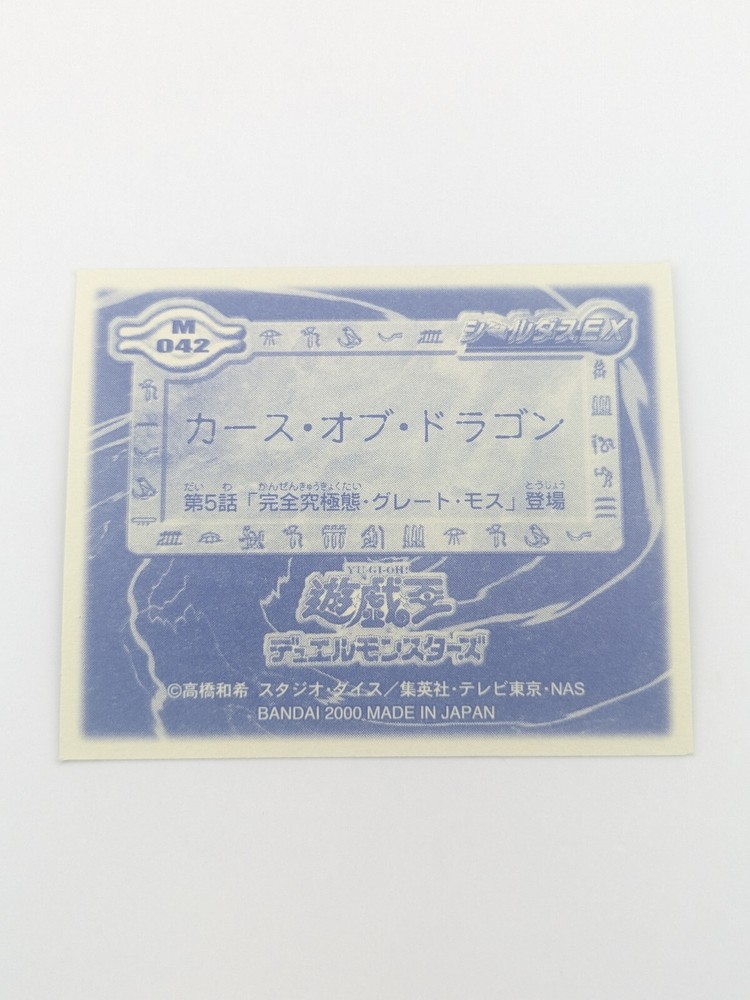 M
042
シールダスEX
カース・オブ・ドラゴン
だい わ かんぜんきゅうきょくたい とうじょう
第5話「完全究極態・グレート・モス」登場
YU-GI-OH!
遊戯王
デュエルモンスターズ
©高橋和希 スタジオ・ダイス／集英社・テレビ東京・NAS
BANDAI 2000 MADE IN JAPAN